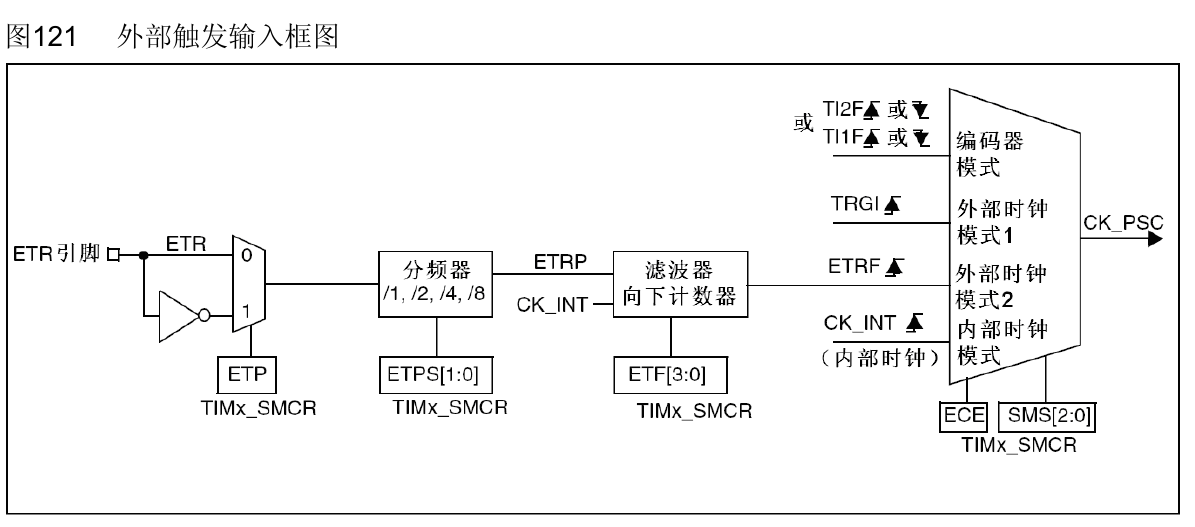 图121 外部触发输入框图
或 TI2F 或
TI1F 或
编码器
模式
TRGI
外部时钟
模式1
CK_PSC
ETR引脚
ETR
0
1
分频器
/1, /2, /4, /8
ETRP
CK_INT
滤波器
向下计数器
ETRF
外部时钟
模式2
CK_INT
（内部时钟）
内部时钟
模式
ETP
TIMx_SMCR
ETPS[1:0]
TIMx_SMCR
ETF[3:0]
TIMx_SMCR
ECE
SMS[2:0]
TIMx_SMCR